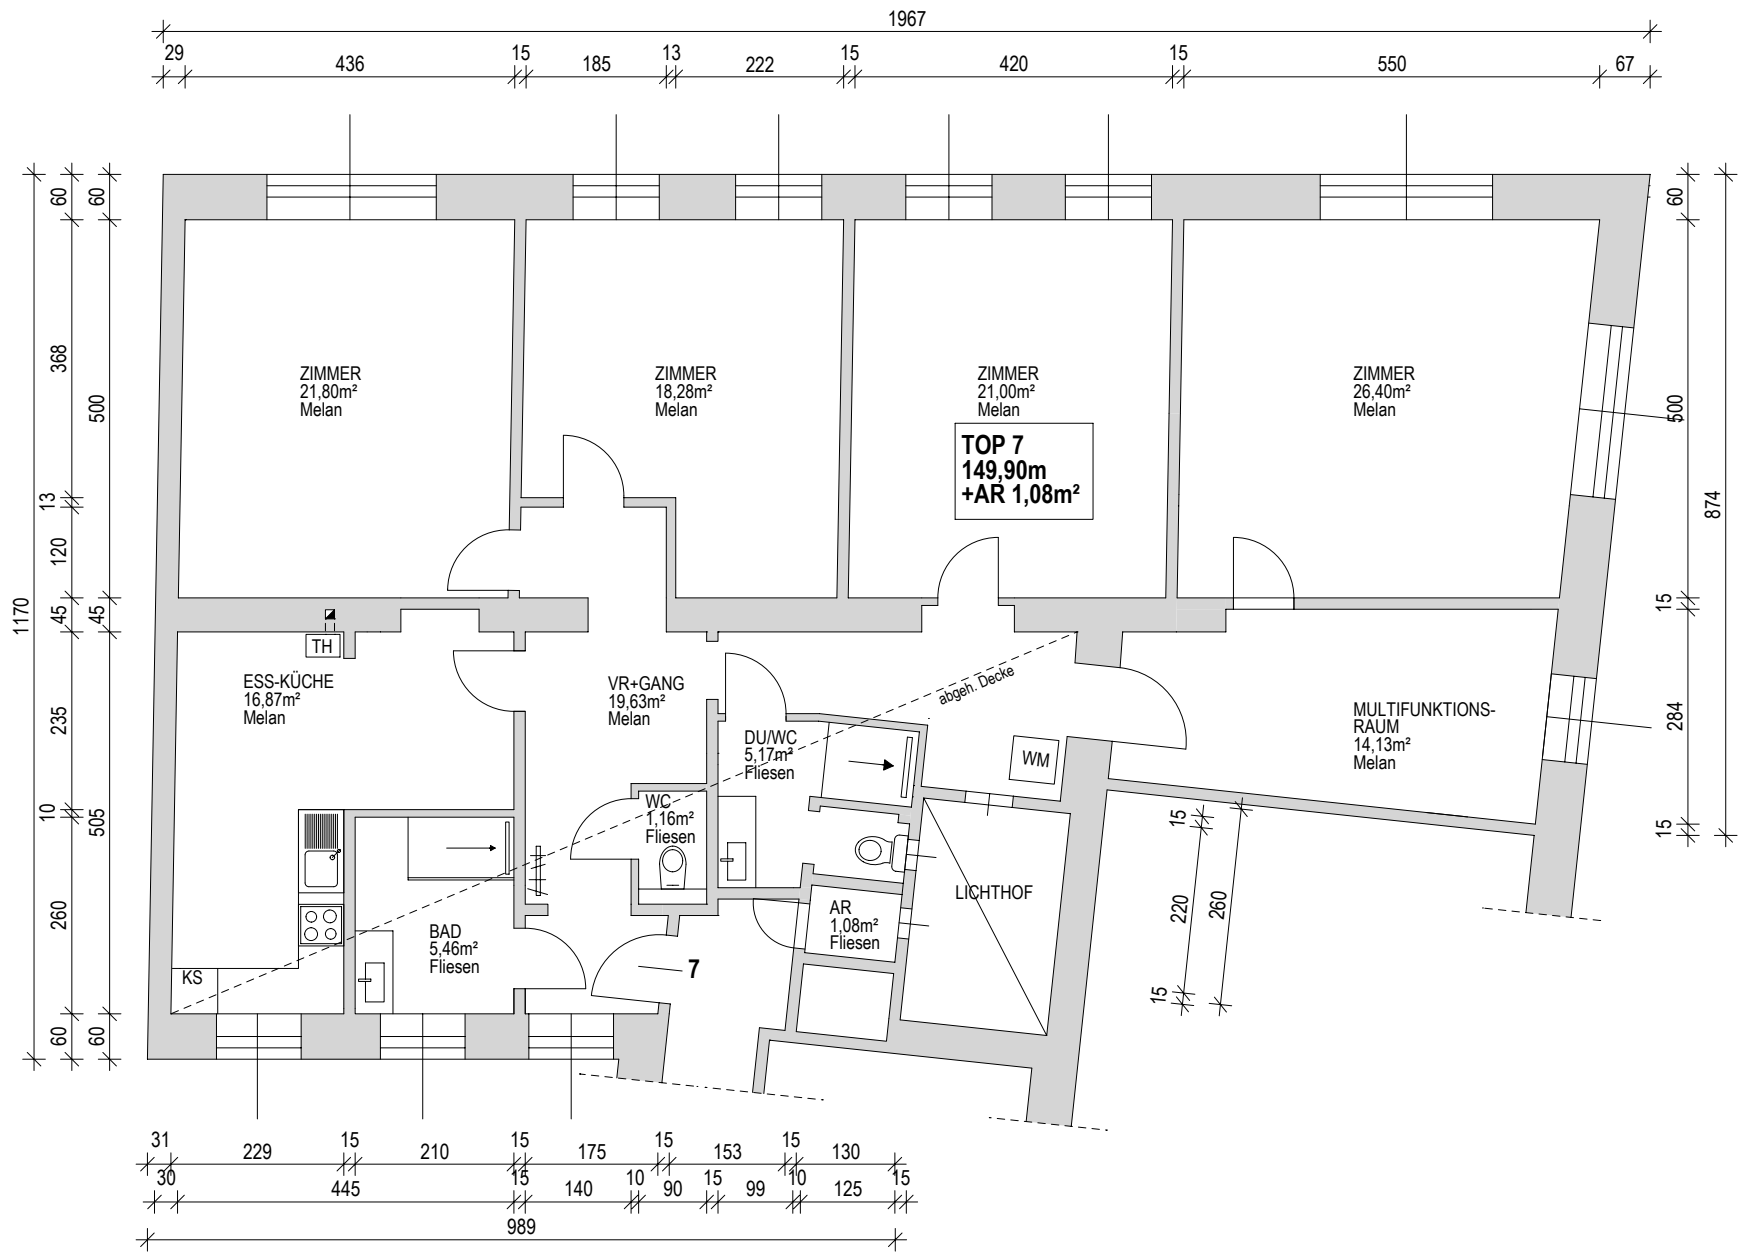 1967
29
436
15
185
13
222
15
420
15
550
67
1170
60
368
13
120
45
235
10
260
60
60
500
45
505
60
60
500
15
284
15
874
ZIMMER
21,80m²
Melan
ZIMMER
18,28m²
Melan
ZIMMER
21,00m²
Melan
ZIMMER
26,40m²
Melan
TOP 7
149,90m
+AR 1,08m²
TH
ESS-KÜCHE
16,87m²
Melan
VR+GANG
19,63m²
Melan
abgeh. Decke
DU/WC
5,17m²
Fliesen
WM
MULTIFUNKTIONS-
RAUM
14,13m²
Melan
WC
1,16m²
Fliesen
LICHTHOF
AR
1,08m²
Fliesen
BAD
5,46m²
Fliesen
KS
7
15
220
15
260
31
229
15
210
15
175
15
153
15
130
30
445
15
140
10
90
15
99
10
125
15
989